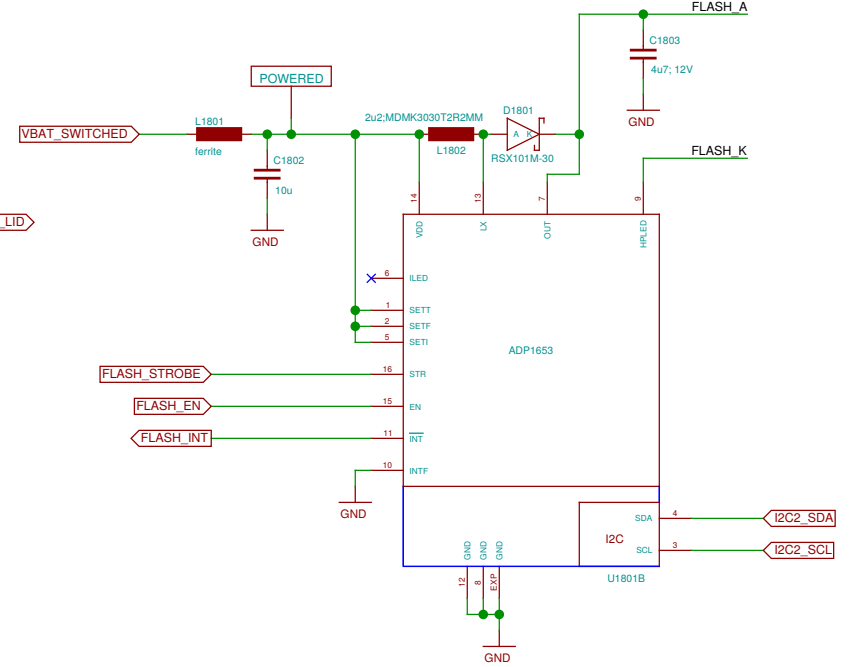 FLASH_A
C1803
4u7; 12V
GND
POWERED
2u2;MDMK3030T2R2MM
D1801
VBAT_SWITCHED
L1801
ferrite
L1802
A K
RSX101M-30
C1802
10u
GND
FLASH_K
_LID
14
13
7
9
VDD
LX
OUT
HPLED
6 ILED
1 SETT
2 SETF
5 SETI
ADP1653
FLASH_STROBE 16 STR
FLASH_EN 15 EN
FLASH_INT 11 INT
10 INTF
GND
I2C
SDA 4 I2C2_SDA
SCL 3 I2C2_SCL
GND
GND
GND
12
8
EXP
U1801B
GND